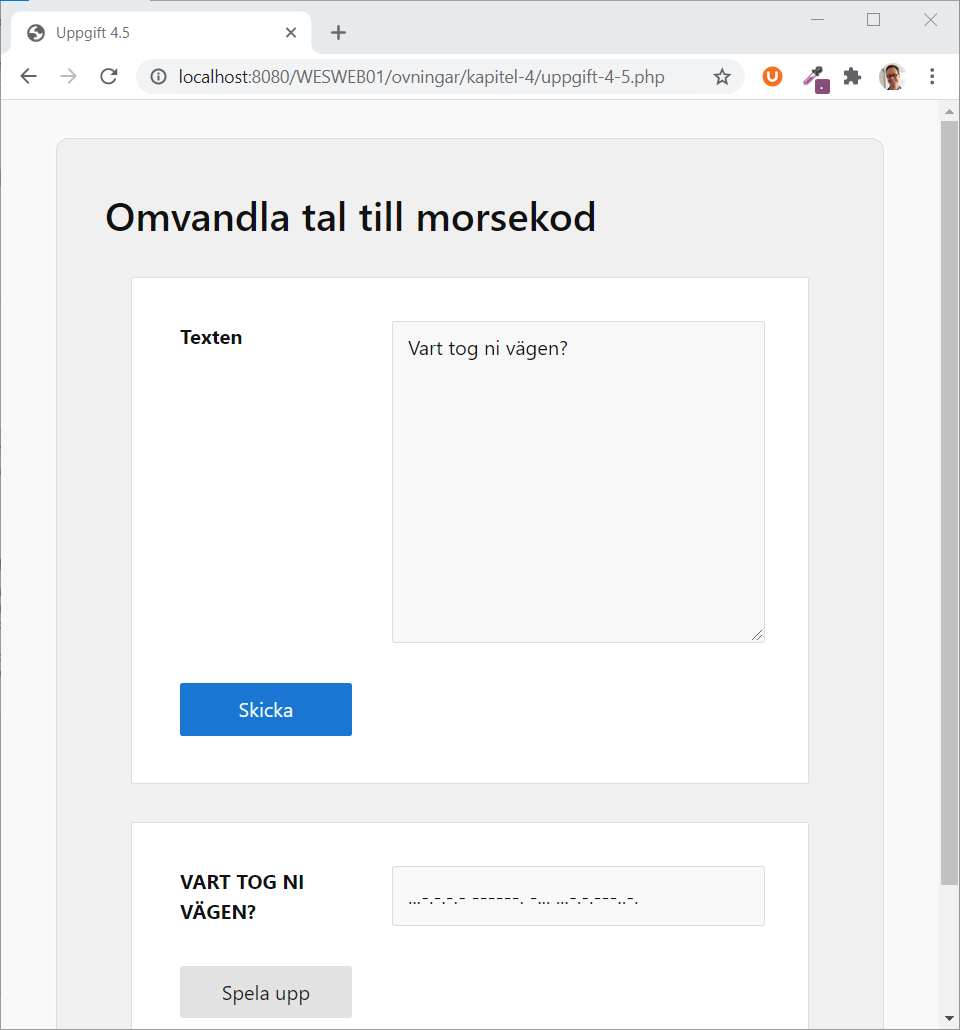 Uppgift 4.5
localhost:8080/WESWEB01/ovningar/kapitel-4/uppgift-4-5.php
Omvandla tal till morsekod
Texten
Vart tog ni vägen?
Skicka
VART TOG NI
VÄGEN?
...-.-.-.- ------. -... ...-.-.---..-.
Spela upp